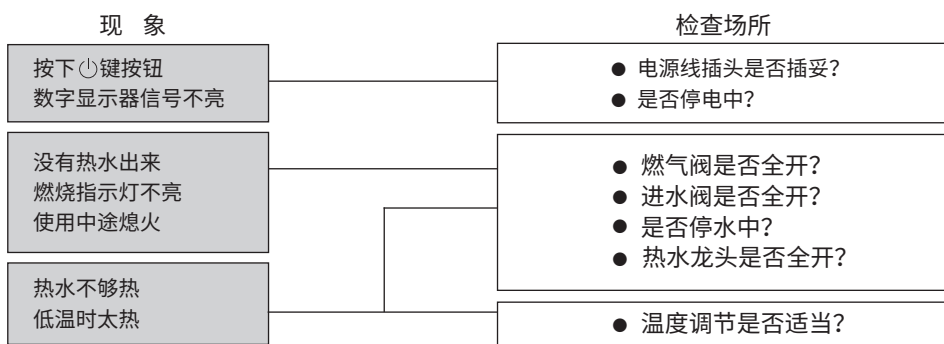 现 象
检查场所
按下⏻键按钮
数字显示器信号不亮
● 电源线插头是否插妥?
● 是否停电中?
没有热水出来
燃烧指示灯不亮
使用中途熄火
● 燃气阀是否全开?
● 进水阀是否全开?
● 是否停水中?
● 热水龙头是否全开?
热水不够热
低温时太热
● 温度调节是否适当?